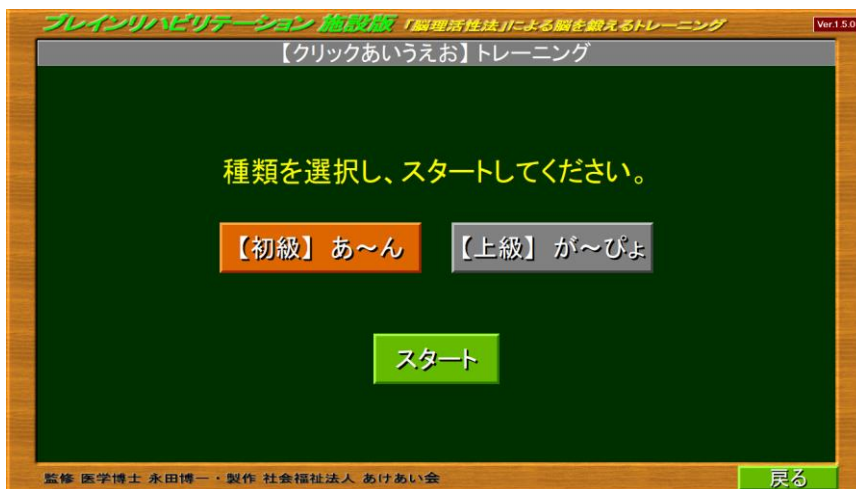 ブレインリハビリテーション 施設版 「脳理活性法」による脳を鍛えるトレーニング Ver.1.5.0
【クリックあいうえお】トレーニング
種類を選択し、スタートしてください。
【初級】 あ～ん 【上級】 が～ぴょ
スタート
監修 医学博士 永田博一・製作 社会福祉法人 あけあい会 戻る